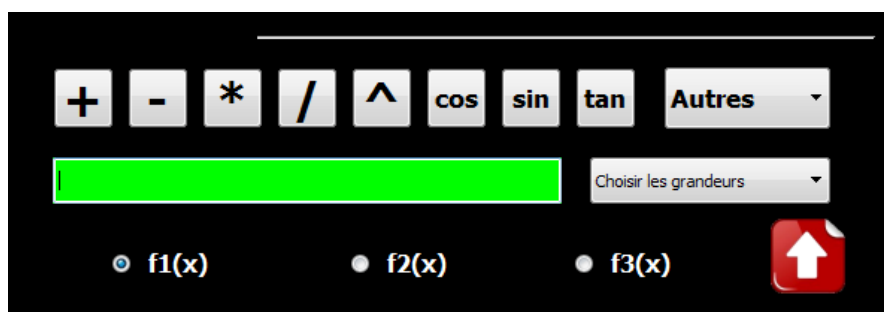 + - * / ^ cos sin tan Autres
Choisir les grandeurs
f1(x) f2(x) f3(x)